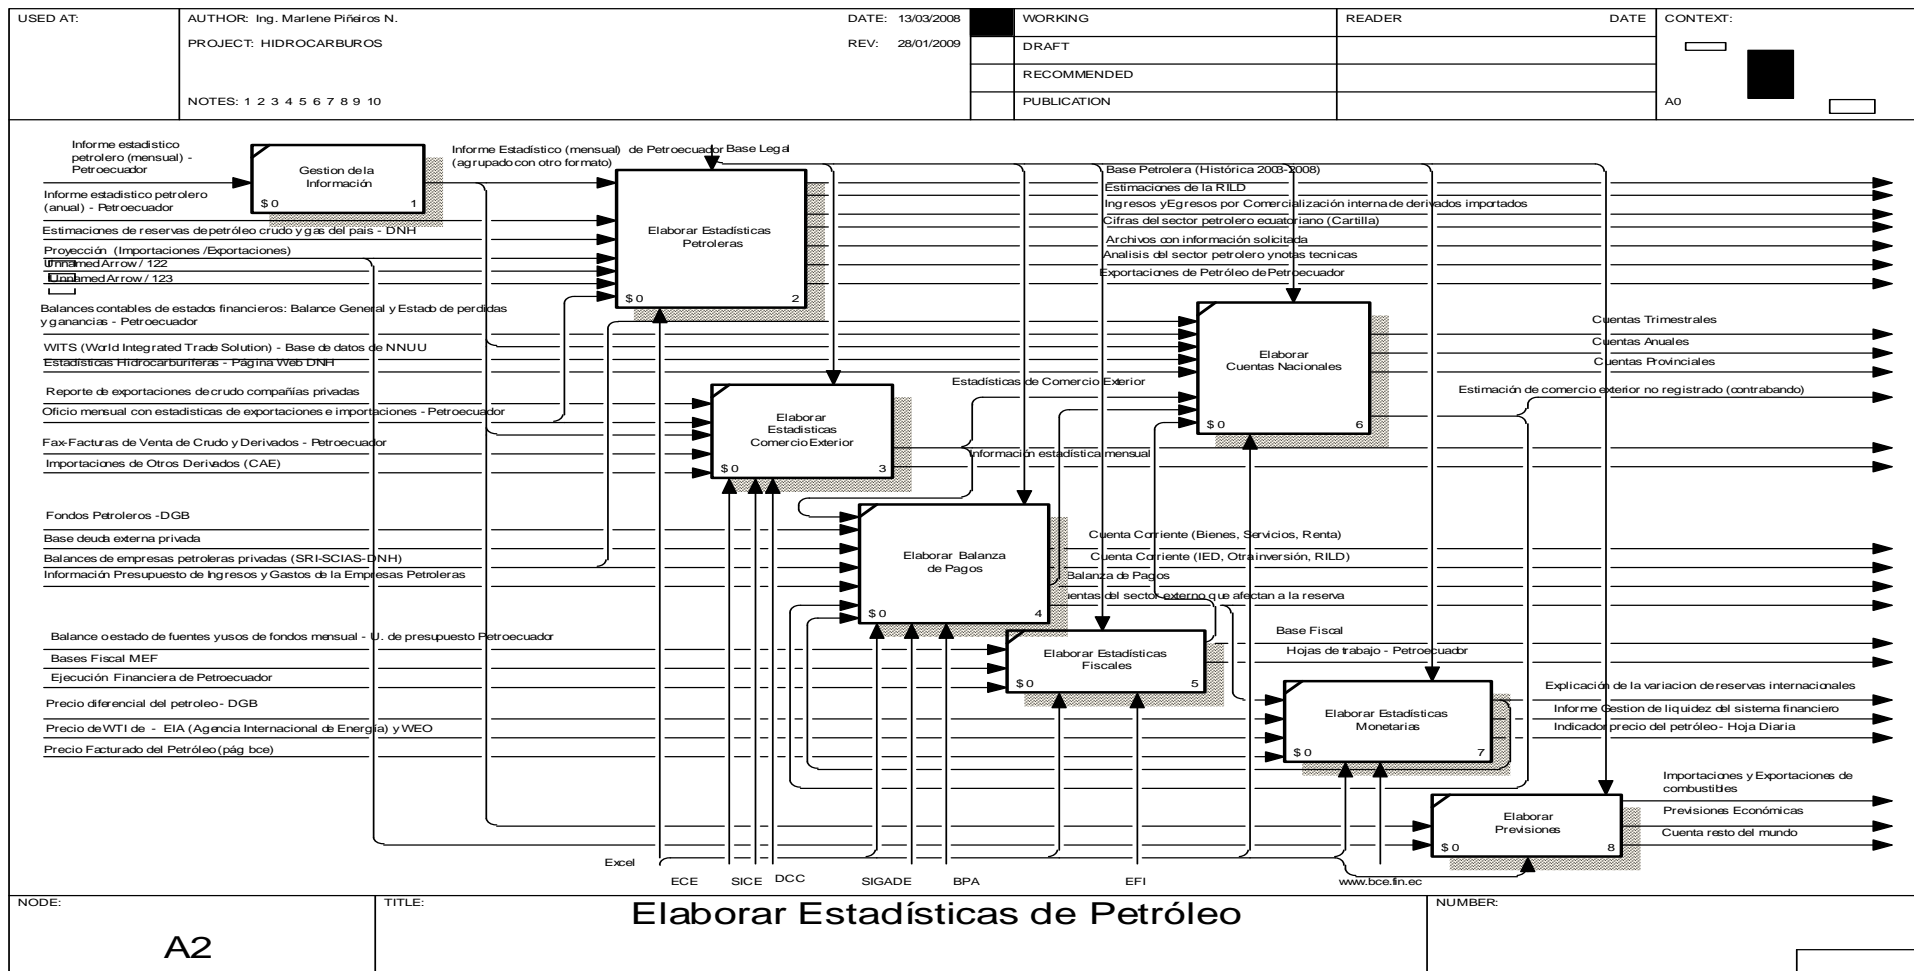 USED AT:
AUTHOR: Ing. Marlene Piñeiros N.
DATE: 13/03/2008
PROJECT: HIDROCARBUROS
REV: 28/01/2009
NOTES: 1 2 3 4 5 6 7 8 9 10
WORKING
DRAFT
RECOMMENDED
PUBLICATION
READER
DATE
CONTEXT:
A0
Informe estadistico
petrolero (mensual) -
Petroecuador
Informe estadistico petrolero
(anual) - Petroecuador
Estimaciones de reservas de petróleo crudo y gas del país - DNH
Proyección (Importaciones /Exportaciones)
UnnamedArrow / 122
UnnamedArrow / 123
Balances contables de estados financieros: Balance General y Estado de perdidas
y ganancias - Petroecuador
WITS (World Integrated Trade Solution) - Base de datos de NNUU
Estadísticas Hidrocarburiferas - Página Web DNH
Reporte de exportaciones de crudo compañías privadas
Oficio mensual con estadisticas de exportaciones e importaciones - Petroecuador
Fax-Facturas de Venta de Crudo y Derivados - Petroecuador
Importaciones de Otros Derivados (CAE)
Fondos Petroleros -DGB
Base deuda externa privada
Balances de empresas petroleras privadas (SRI-SCIAS-DNH)
Información Presupuesto de Ingresos y Gastos de la Empresas Petroleras
Balance o estado de fuentes y usos de fondos mensual - U. de presupuesto Petroecuador
Bases Fiscal MEF
Ejecución Financiera de Petroecuador
Precio diferencial del petroleo - DGB
Precio de WTI de - EIA (Agencia Internacional de Energía) y WEO
Precio Facturado del Petróleo (pág bce)
Gestion de la
Información
$ 0 1
Informe Estadístico (mensual) de Petroecuador
(agrupado con otro formato)
Base Legal
Elaborar Estadísticas
Petroleras
$ 0 2
Base Petrolera (Histórica 2003-2008)
Estimaciones de la RILD
Ingresos y Egresos por Comercialización interna de derivados importados
Cifras del sector petrolero ecuatoriano (Cartilla)
Archivos con información solicitada
Analisis del sector petrolero y notas tecnicas
Exportaciones de Petróleo de Petroecuador
Elaborar
Estadisticas
Comercio Exterior
$ 0 3
Estadísticas de Comercio Exterior
Información estadística mensual
Elaborar
Cuentas Nacionales
$ 0 6
Cuentas Trimestrales
Cuentas Anuales
Cuentas Provinciales
Estimación de comercio exterior no registrado (contrabando)
Elaborar Balanza
de Pagos
$ 0 4
Cuenta Corriente (Bienes, Servicios, Renta)
Cuenta Corriente (IED, Otra inversión, RILD)
Balanza de Pagos
del sector externo que afectan a la reserva
Elaborar Estadísticas
Fiscales
$ 0 5
Base Fiscal
Hojas de trabajo - Petroecuador
Elaborar Estadísticas
Monetarias
$ 0 7
Explicación de la variacion de reservas internacionales
Informe Gestion de liquidez del sistema financiero
Indicador precio del petróleo - Hoja Diaria
Elaborar
Previsiones
$ 0 8
Importaciones y Exportaciones de
combustibles
Previsiones Económicas
Cuenta resto del mundo
Excel
ECE
SICE
DCC
SIGADE
BPA
EFI
www.bce.fin.ec
NODE:
A2
TITLE:
Elaborar Estadísticas de Petróleo
NUMBER: